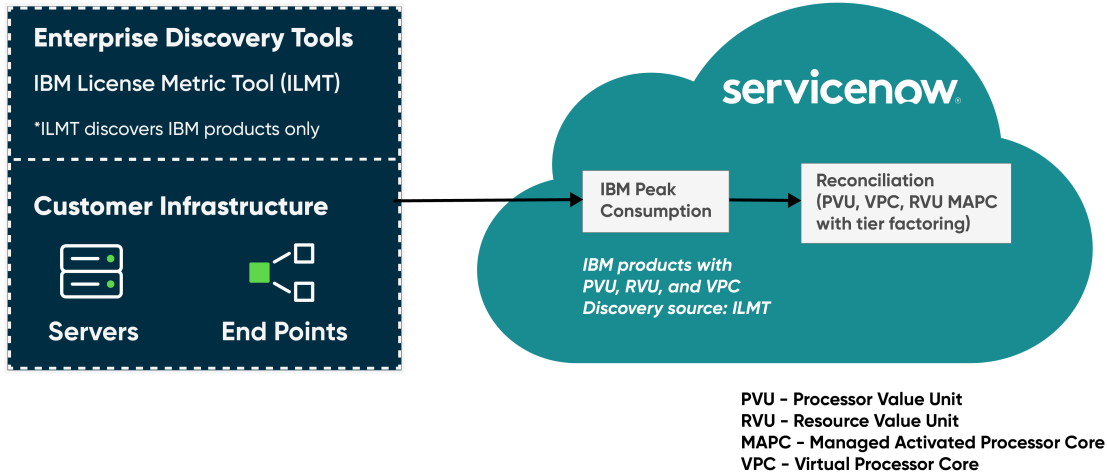 Enterprise Discovery Tools
IBM License Metric Tool (ILMT)
*ILMT discovers IBM products only
Customer Infrastructure
Servers
End Points
servicenow®
IBM Peak
Consumption
Reconciliation
(PVU, VPC, RVU MAPC
with tier factoring)
IBM products with
PVU, RVU, and VPC
Discovery source: ILMT
PVU - Processor Value Unit
RVU - Resource Value Unit
MAPC - Managed Activated Processor Core
VPC - Virtual Processor Core